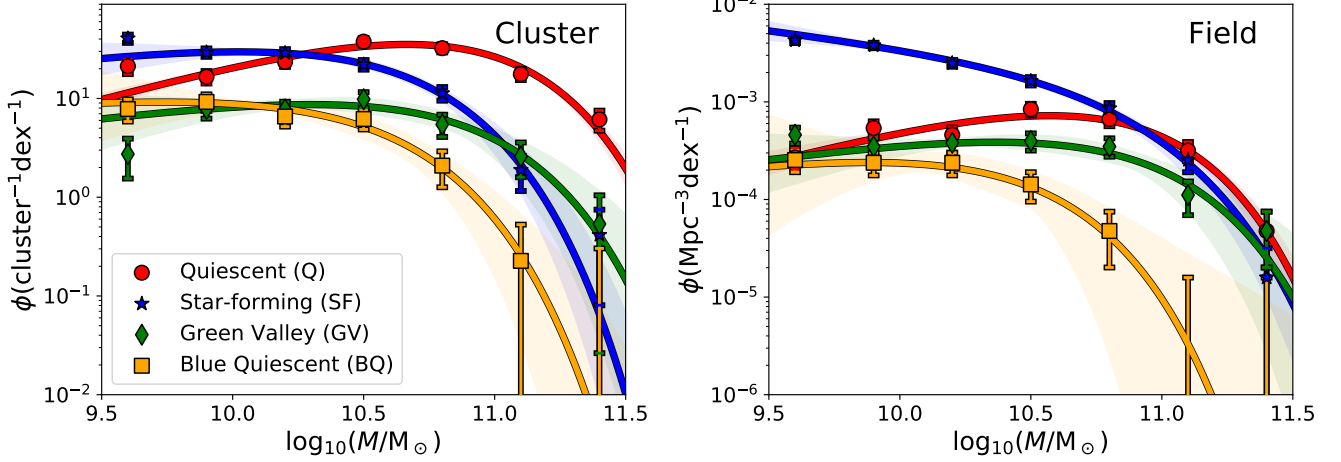 Cluster
ϕ(cluster⁻¹dex⁻¹)
10¹
10⁰
10⁻¹
10⁻²
Quiescent (Q)
Star-forming (SF)
Green Valley (GV)
Blue Quiescent (BQ)
9.5 10.0 10.5 11.0 11.5
log₁₀(M/M⊙)
Field
ϕ(Mpc⁻³dex⁻¹)
10⁻²
10⁻³
10⁻⁴
10⁻⁵
10⁻⁶
9.5 10.0 10.5 11.0 11.5
log₁₀(M/M⊙)